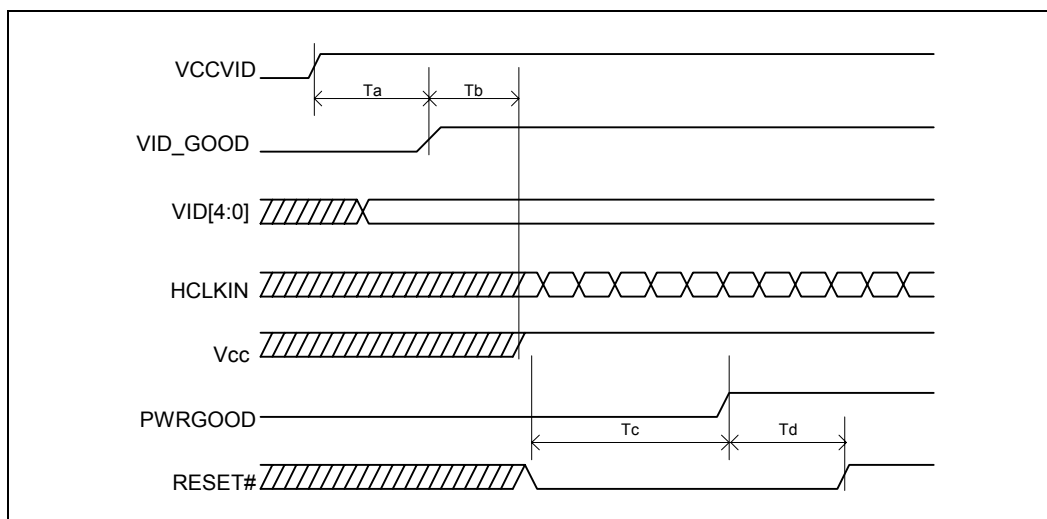 VCCVID
Ta
Tb
VID_GOOD
VID[4:0]
HCLKIN
Vcc
PWRGOOD
Tc
Td
RESET#